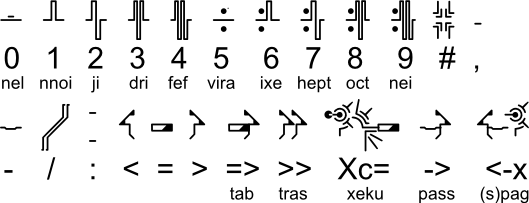 0 1 2 3 4 5 6 7 8 9 # ,
nel nnoi ji dri fef vira ixe hept oct nei
- / : < = > => >> Xc= -> <-x
tab tras xeku pass (s)pag